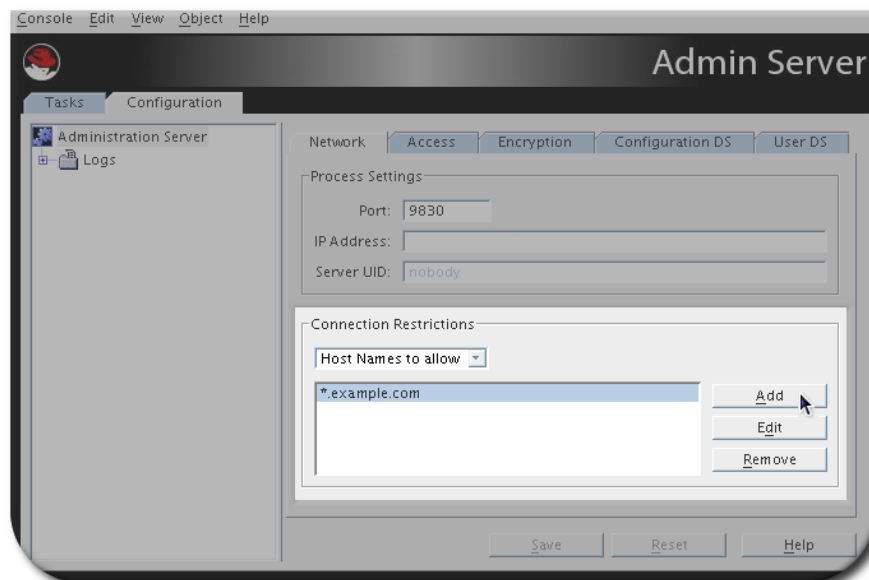 Console Edit View Object Help
Admin Server
Tasks Configuration
Administration Server
Logs
Network Access Encryption Configuration DS User DS
Process Settings
Port: 9830
IP Address:
Server UID: nobody
Connection Restrictions
Host Names to allow
*.example.com
Add
Edit
Remove
Save Reset Help